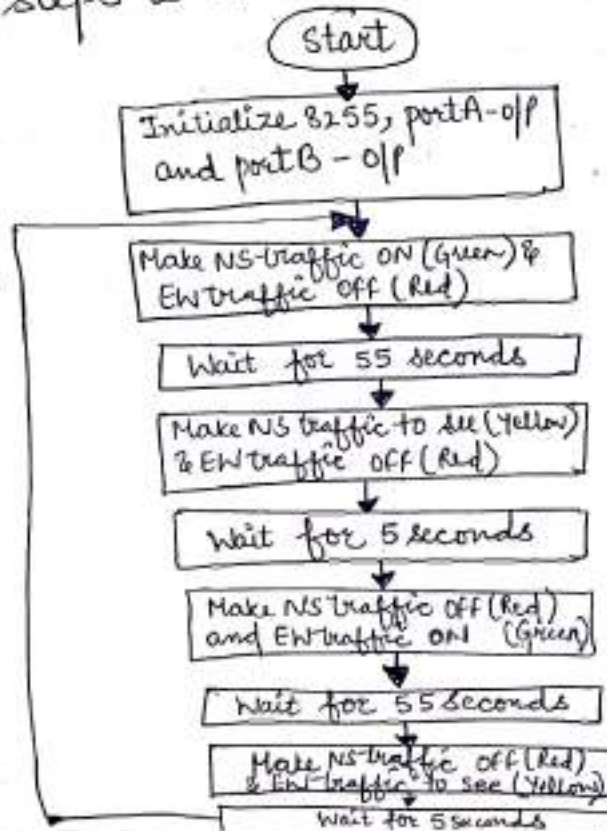 Start
Initialize 8255, portA-o/p
and portB - o/p
Make NS-traffic ON (Green) &
EW traffic OFF (Red)
Wait for 55 seconds
Make NS traffic to see (Yellow)
& EW traffic OFF (Red)
Wait for 5 seconds
Make NS traffic OFF (Red)
and EW traffic ON (Green)
Wait for 55 seconds
Make NS-traffic OFF (Red)
& EW-traffic to see (Yellow)
Wait for 5 seconds